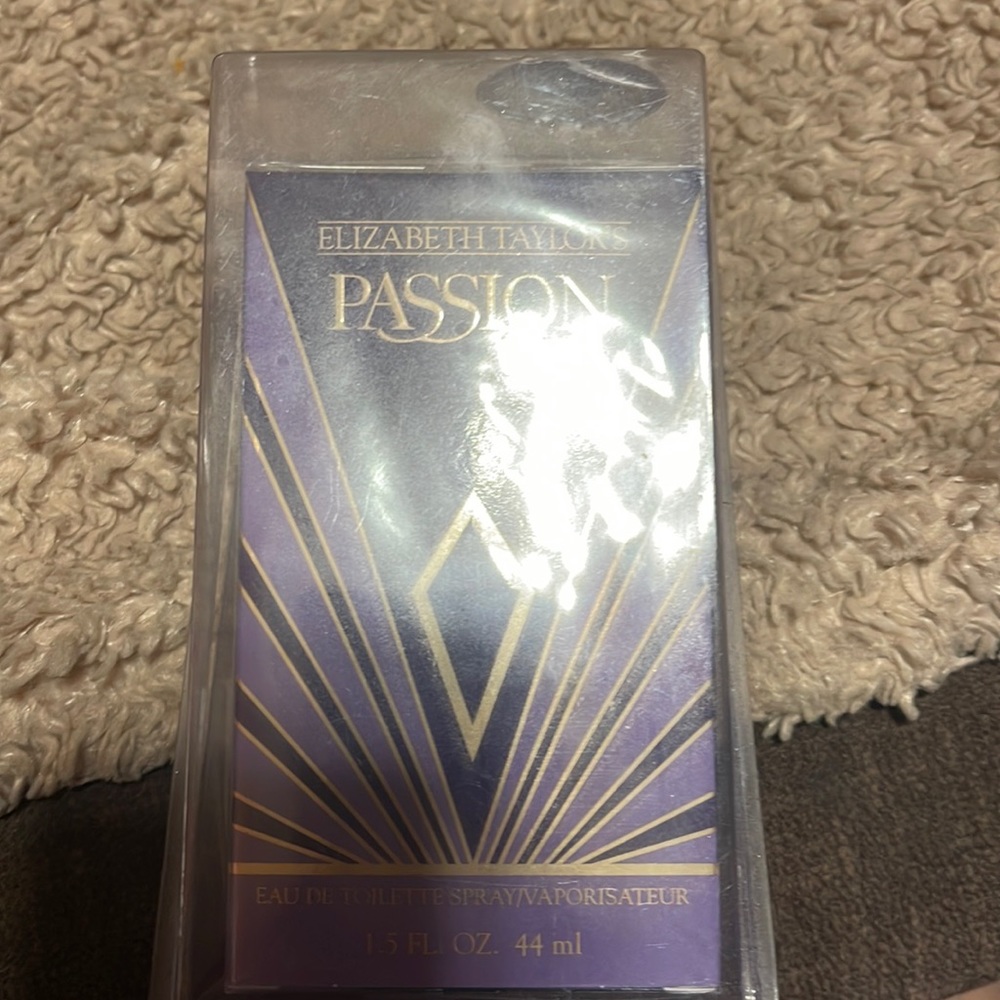 ELIZABETH TAYLOR'S
PASSION
EAU DE TOILETTE SPRAY/VAPORISATEUR
1.5 FL. OZ. 44 ml